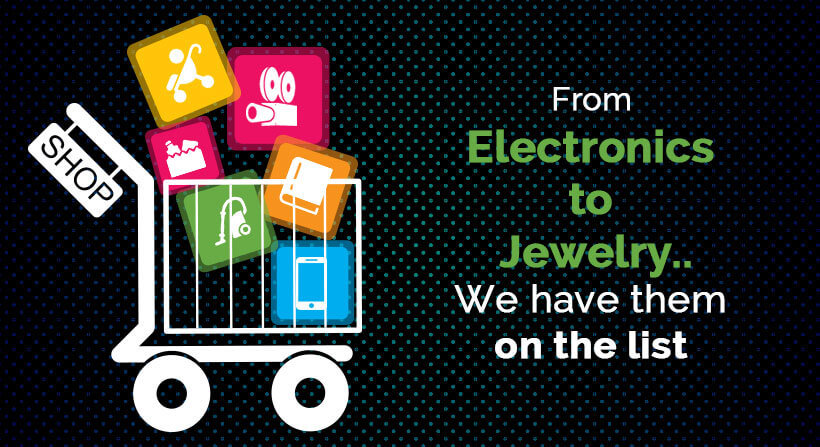 SHOP
From
Electronics
to
Jewelry..
We have them
on the list